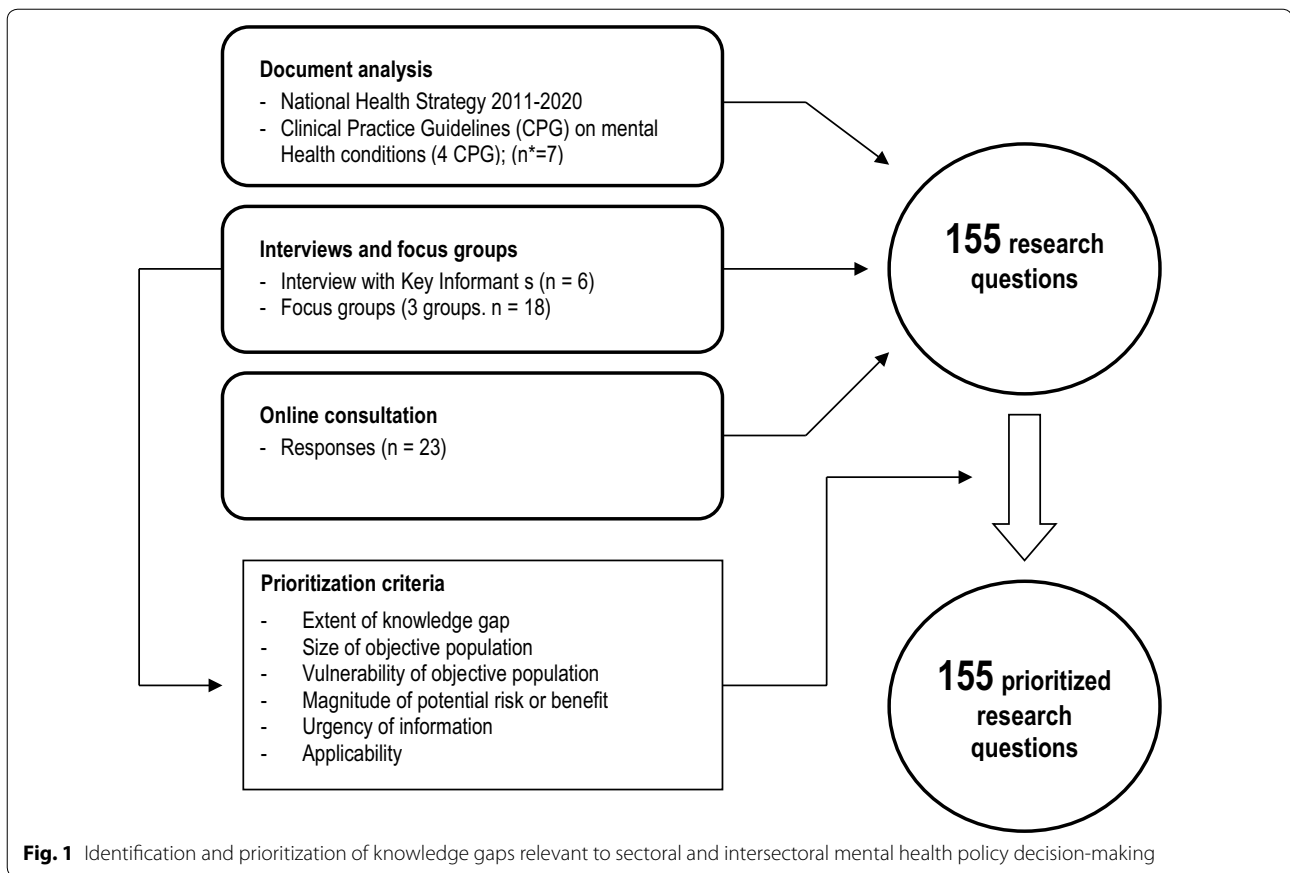 Document analysis
- National Health Strategy 2011-2020
- Clinical Practice Guidelines (CPG) on mental
Health conditions (4 CPG); (n*=7)
Interviews and focus groups
- Interview with Key Informant s (n = 6)
- Focus groups (3 groups. n = 18)
Online consultation
- Responses (n = 23)
Prioritization criteria
- Extent of knowledge gap
- Size of objective population
- Vulnerability of objective population
- Magnitude of potential risk or benefit
- Urgency of information
- Applicability
155 research
questions
155 prioritized
research
questions
Fig. 1 Identification and prioritization of knowledge gaps relevant to sectoral and intersectoral mental health policy decision-making